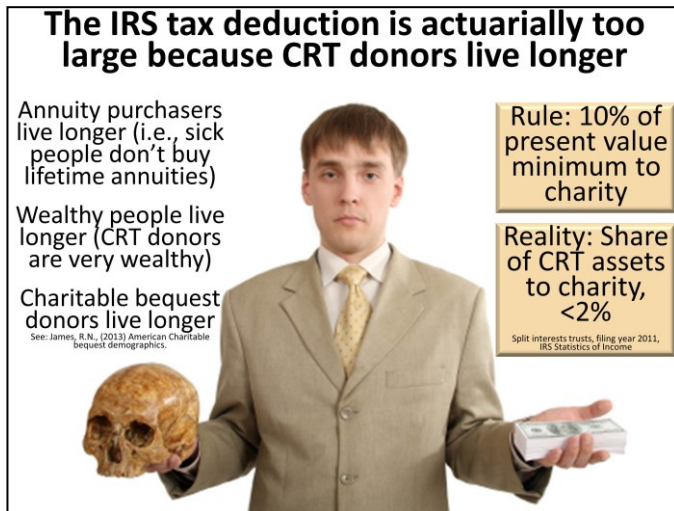 The IRS tax deduction is actuarially too
large because CRT donors live longer
Annuity purchasers
live longer (i.e., sick
people don't buy
lifetime annuities)
Wealthy people live
longer (CRT donors
are very wealthy)
Charitable bequest
donors live longer
See: James, R.N., (2013) American Charitable
bequest demographics.
Rule: 10% of
present value
minimum to
charity
Reality: Share
of CRT assets
to charity,
<2%
Split interests trusts, filing year 2011,
IRS Statistics of Income